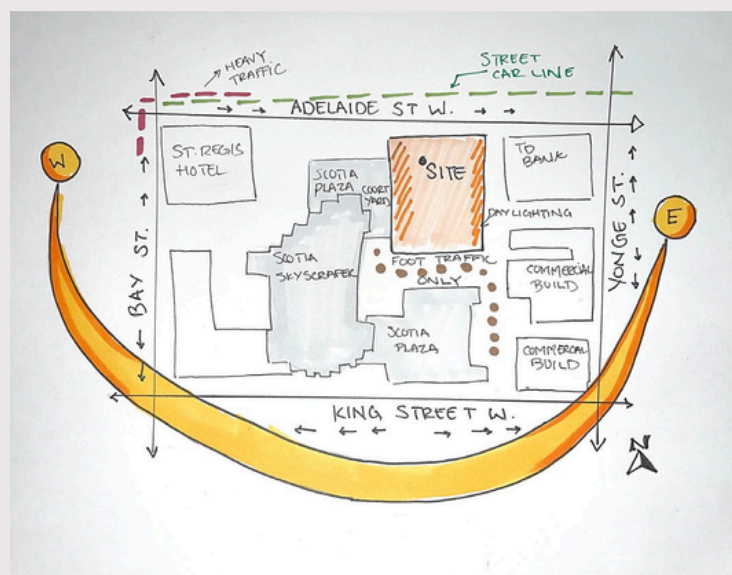 HEAVY
TRAFFIC
STREET
CAR LINE
ADELAIDE ST W.
ST. REGIS
HOTEL
SCOTIA
PLAZA
COURT
YARD
SITE
TD
BANK
DAYLIGHTING
W
E
BAY ST.
YONGE ST.
SCOTIA
SKYSCRAPER
FOOT TRAFFIC
ONLY
COMMERCIAL
BUILD
SCOTIA
PLAZA
COMMERCIAL
BUILD
KING STREET W.
N